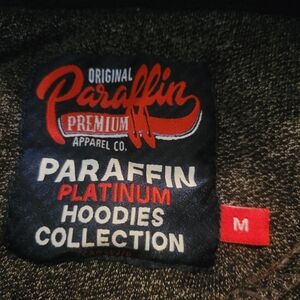 ORIGINAL
Paraffin
PREMIUM
APPAREL CO.
PARAFFIN
PLATINUM
HOODIES
COLLECTION
M